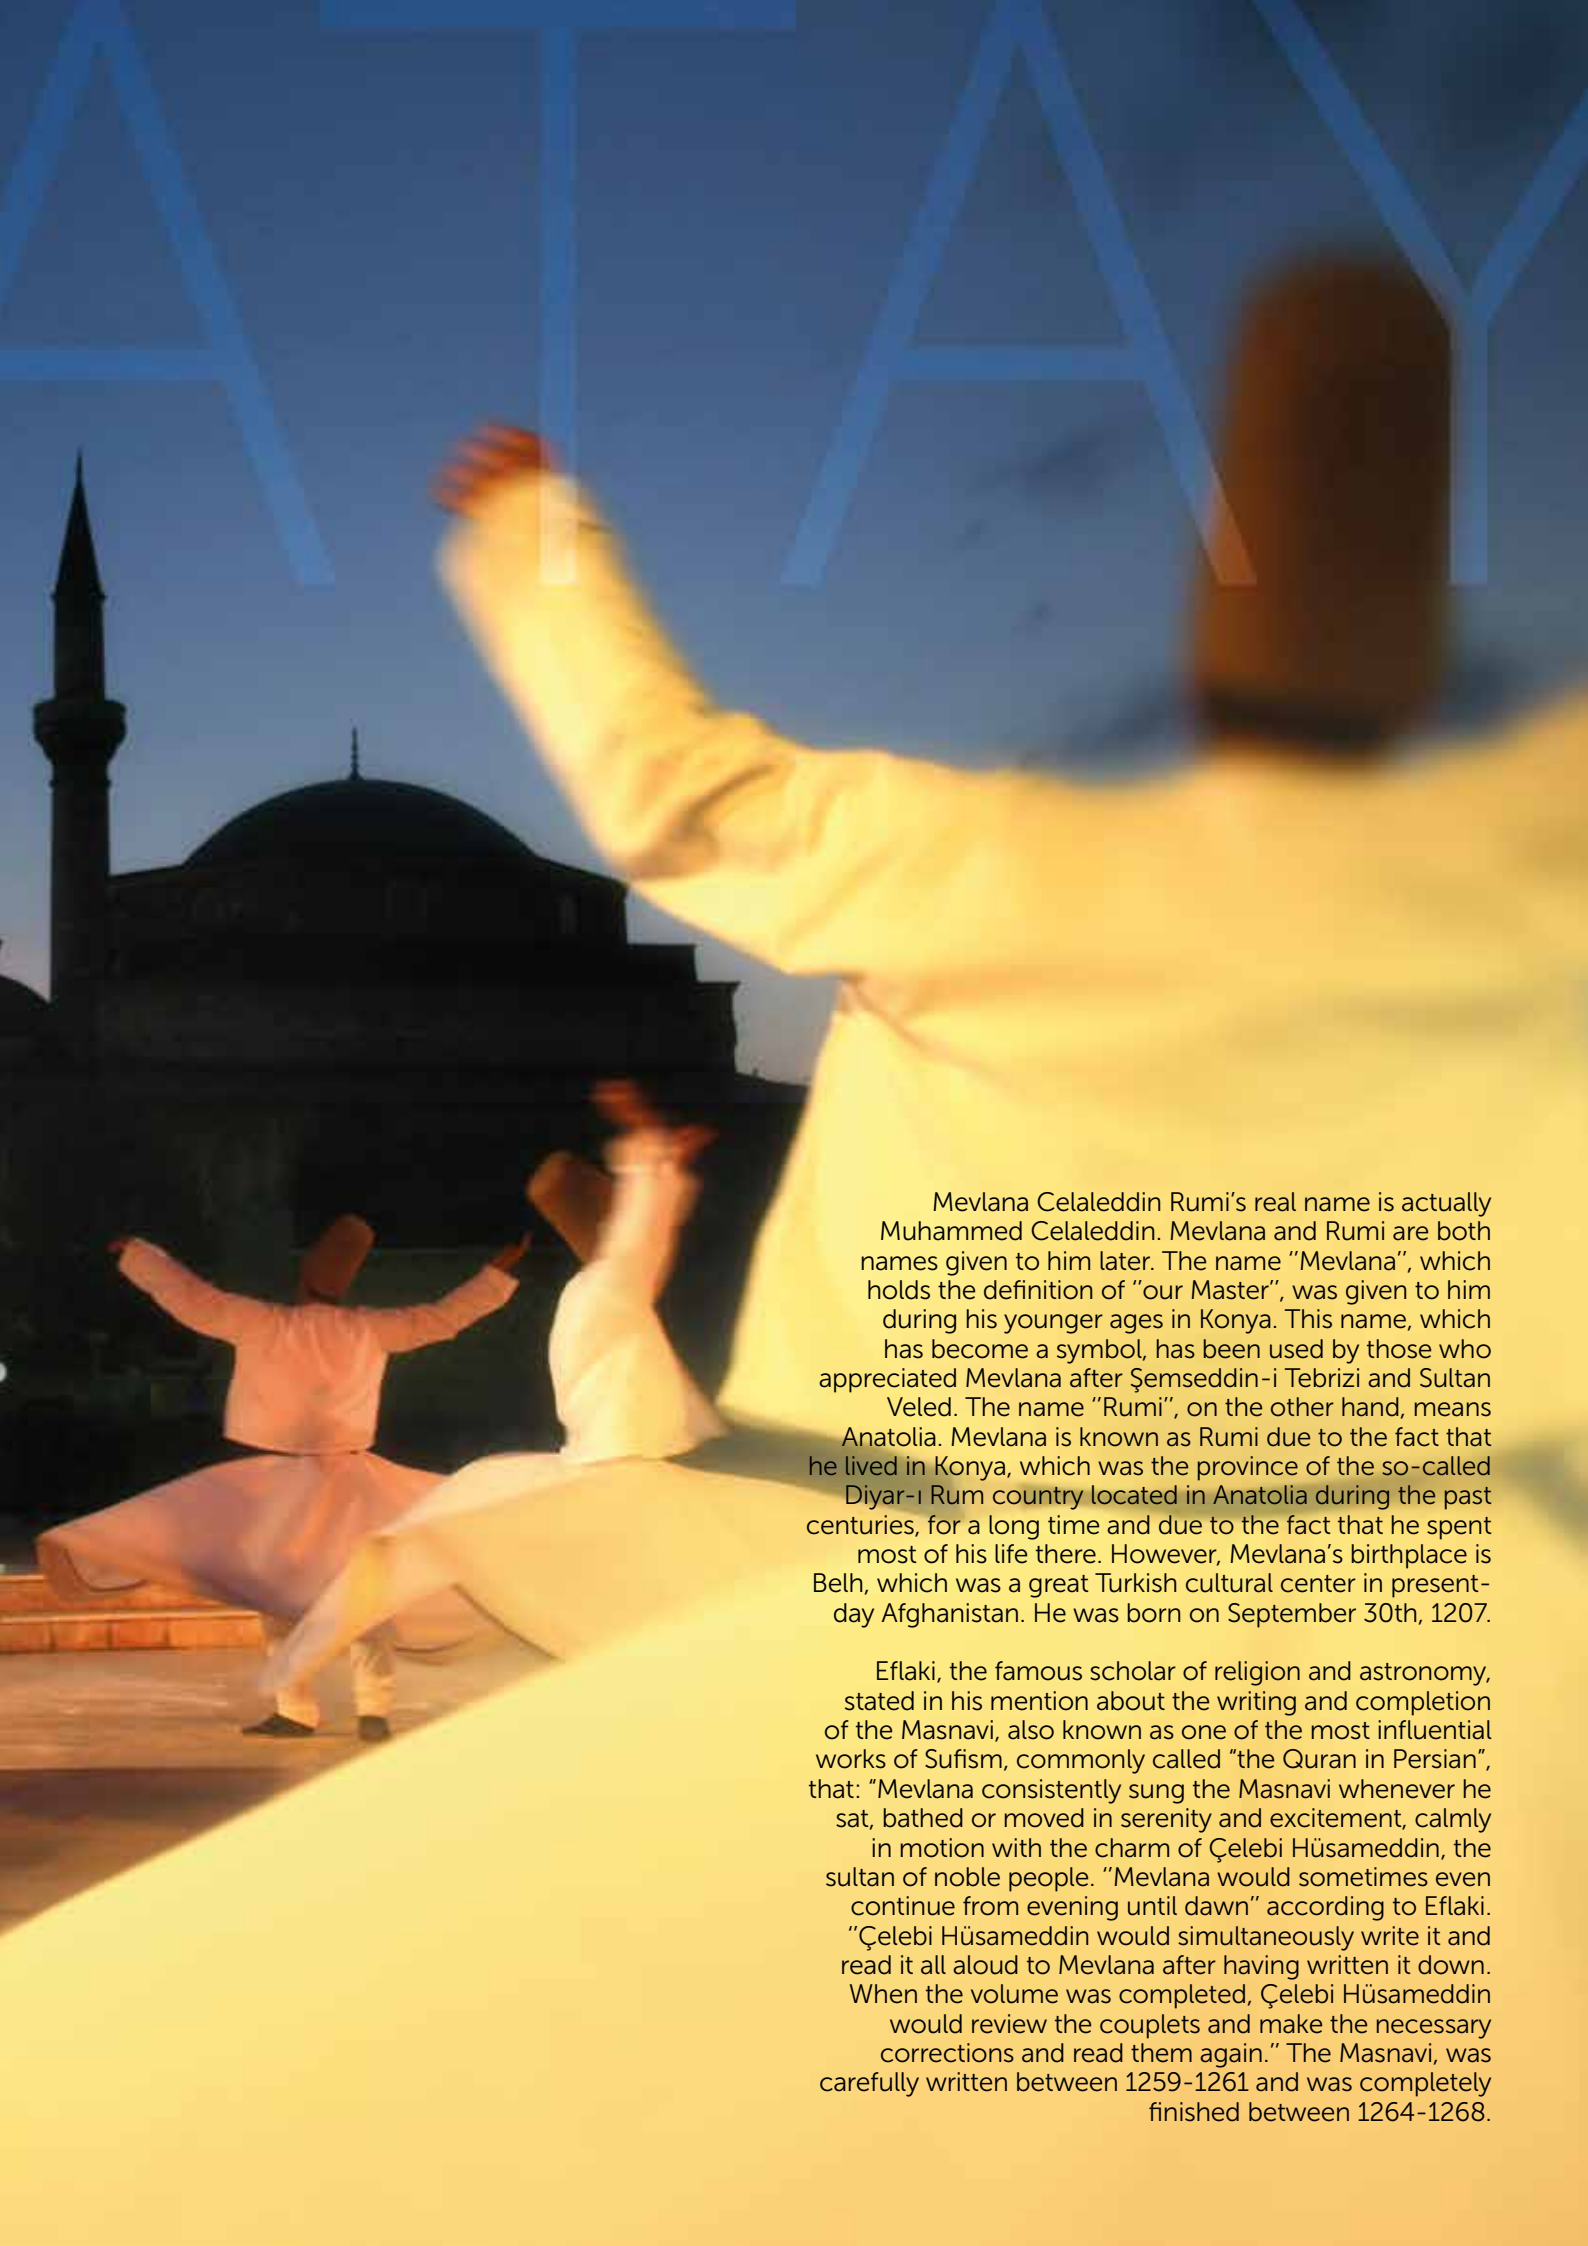 ATAY
Mevlana Celaleddin Rumi's real name is actually
Muhammed Celaleddin. Mevlana and Rumi are both
names given to him later. The name ''Mevlana'', which
holds the definition of ''our Master'', was given to him
during his younger ages in Konya. This name, which
has become a symbol, has been used by those who
appreciated Mevlana after Şemseddin-i Tebrizi and Sultan
Veled. The name ''Rumi'', on the other hand, means
Anatolia. Mevlana is known as Rumi due to the fact that
he lived in Konya, which was the province of the so-called
Diyar-ı Rum country located in Anatolia during the past
centuries, for a long time and due to the fact that he spent
most of his life there. However, Mevlana's birthplace is
Belh, which was a great Turkish cultural center in present-
day Afghanistan. He was born on September 30th, 1207.
Eflaki, the famous scholar of religion and astronomy,
stated in his mention about the writing and completion
of the Masnavi, also known as one of the most influential
works of Sufism, commonly called “the Quran in Persian”,
that: “Mevlana consistently sung the Masnavi whenever he
sat, bathed or moved in serenity and excitement, calmly
in motion with the charm of Çelebi Hüsameddin, the
sultan of noble people. ''Mevlana would sometimes even
continue from evening until dawn'' according to Eflaki.
''Çelebi Hüsameddin would simultaneously write it and
read it all aloud to Mevlana after having written it down.
When the volume was completed, Çelebi Hüsameddin
would review the couplets and make the necessary
corrections and read them again.'' The Masnavi, was
carefully written between 1259-1261 and was completely
finished between 1264-1268.